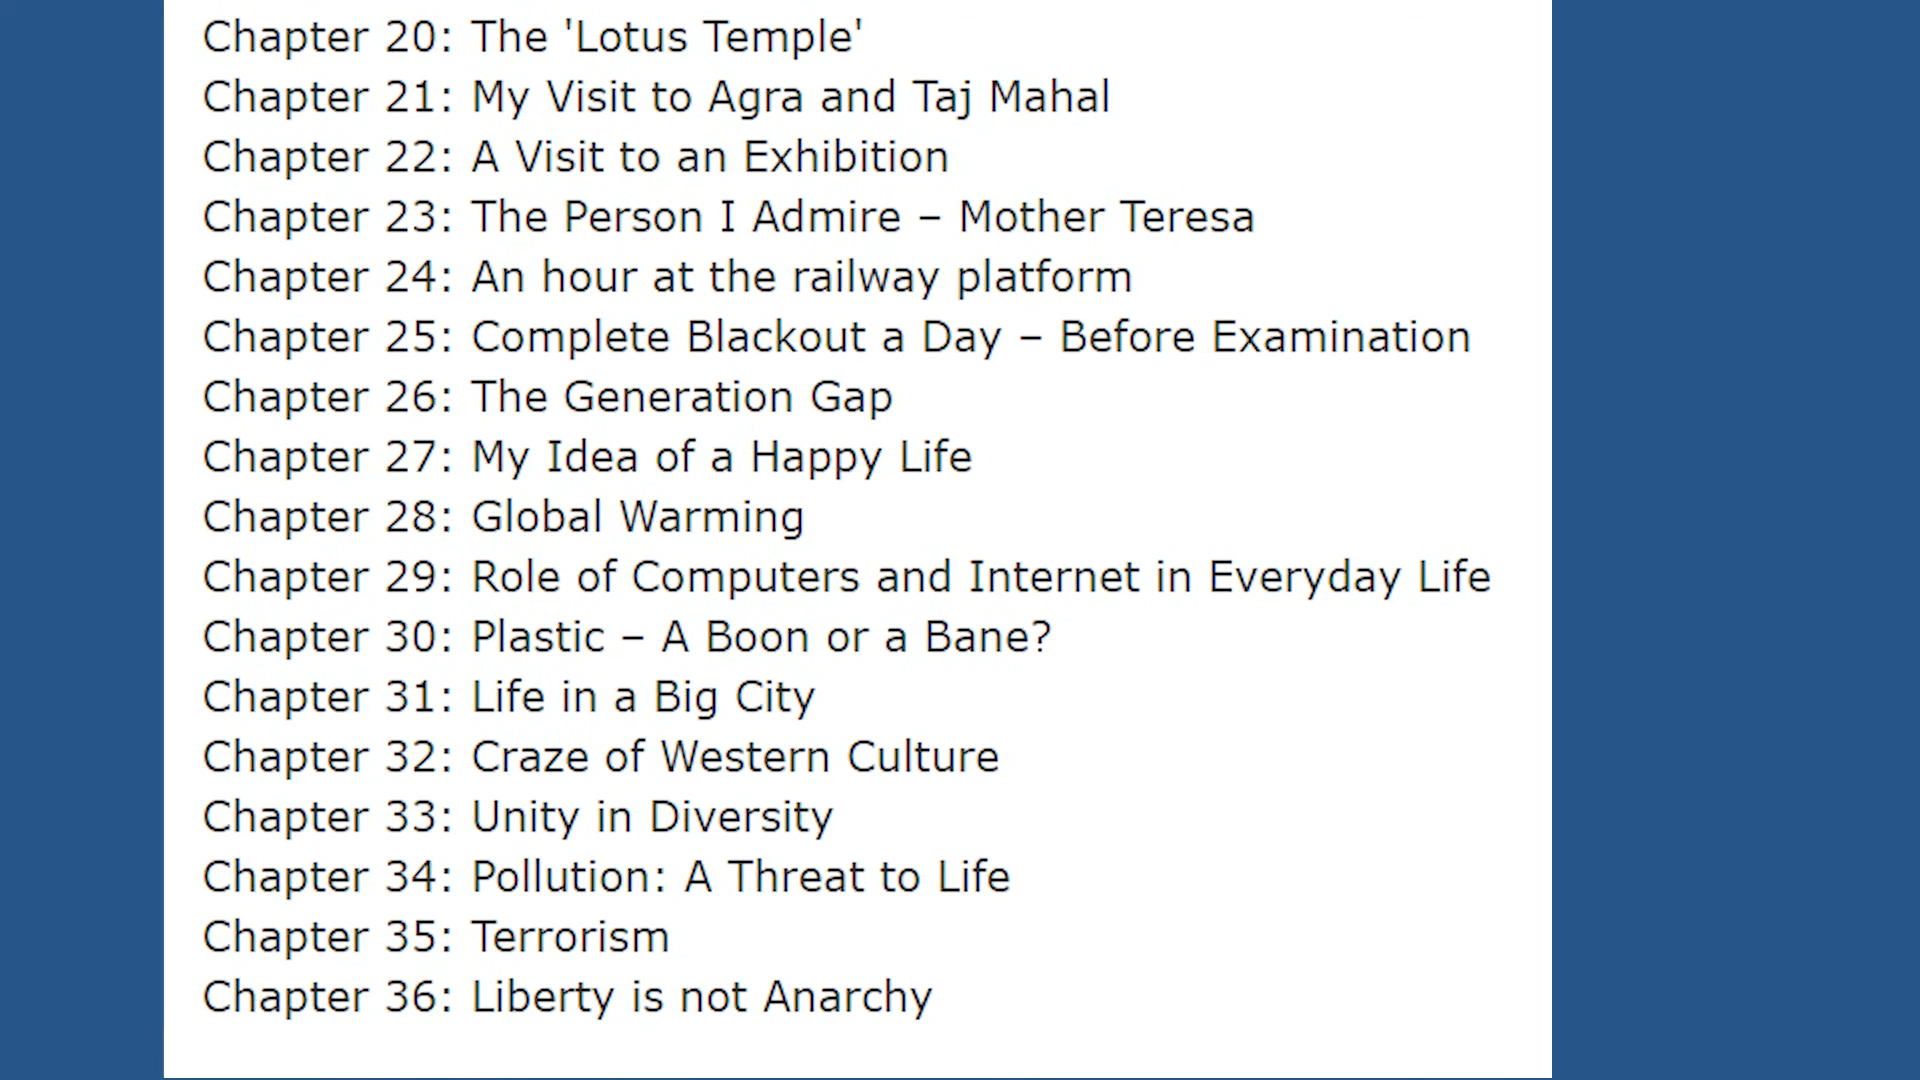 Chapter 20: The 'Lotus Temple'
Chapter 21: My Visit to Agra and Taj Mahal
Chapter 22: A Visit to an Exhibition
Chapter 23: The Person I Admire – Mother Teresa
Chapter 24: An hour at the railway platform
Chapter 25: Complete Blackout a Day – Before Examination
Chapter 26: The Generation Gap
Chapter 27: My Idea of a Happy Life
Chapter 28: Global Warming
Chapter 29: Role of Computers and Internet in Everyday Life
Chapter 30: Plastic – A Boon or a Bane?
Chapter 31: Life in a Big City
Chapter 32: Craze of Western Culture
Chapter 33: Unity in Diversity
Chapter 34: Pollution: A Threat to Life
Chapter 35: Terrorism
Chapter 36: Liberty is not Anarchy